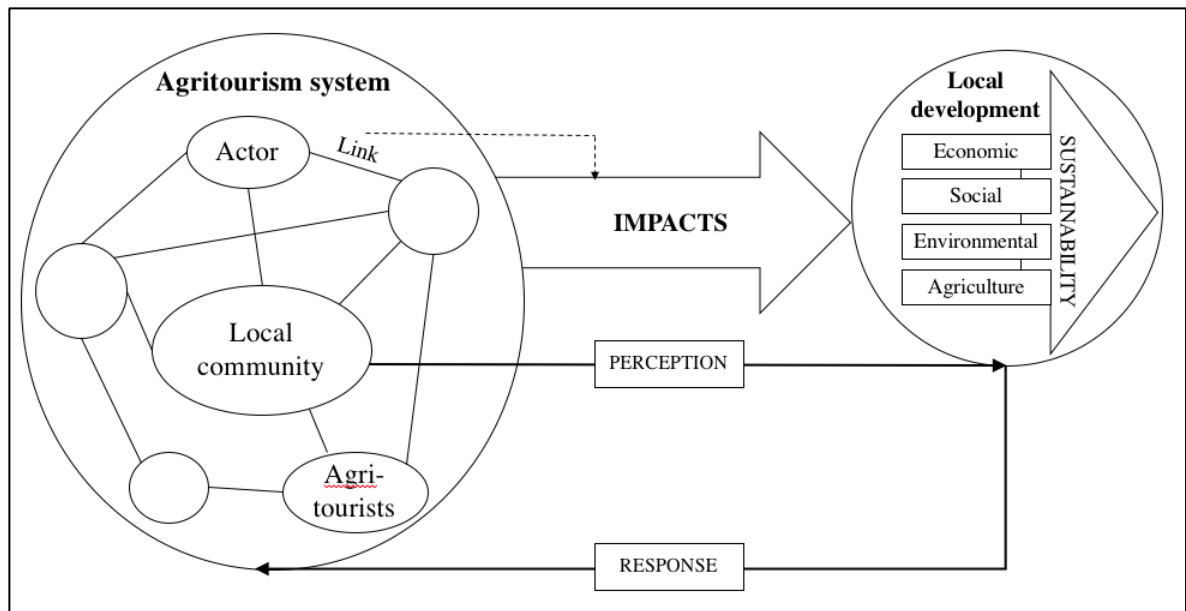 Agritourism system
Actor
Link
Local
community
Agri-
tourists
IMPACTS
PERCEPTION
RESPONSE
Local
development
Economic
Social
Environmental
Agriculture
SUSTAINABILITY